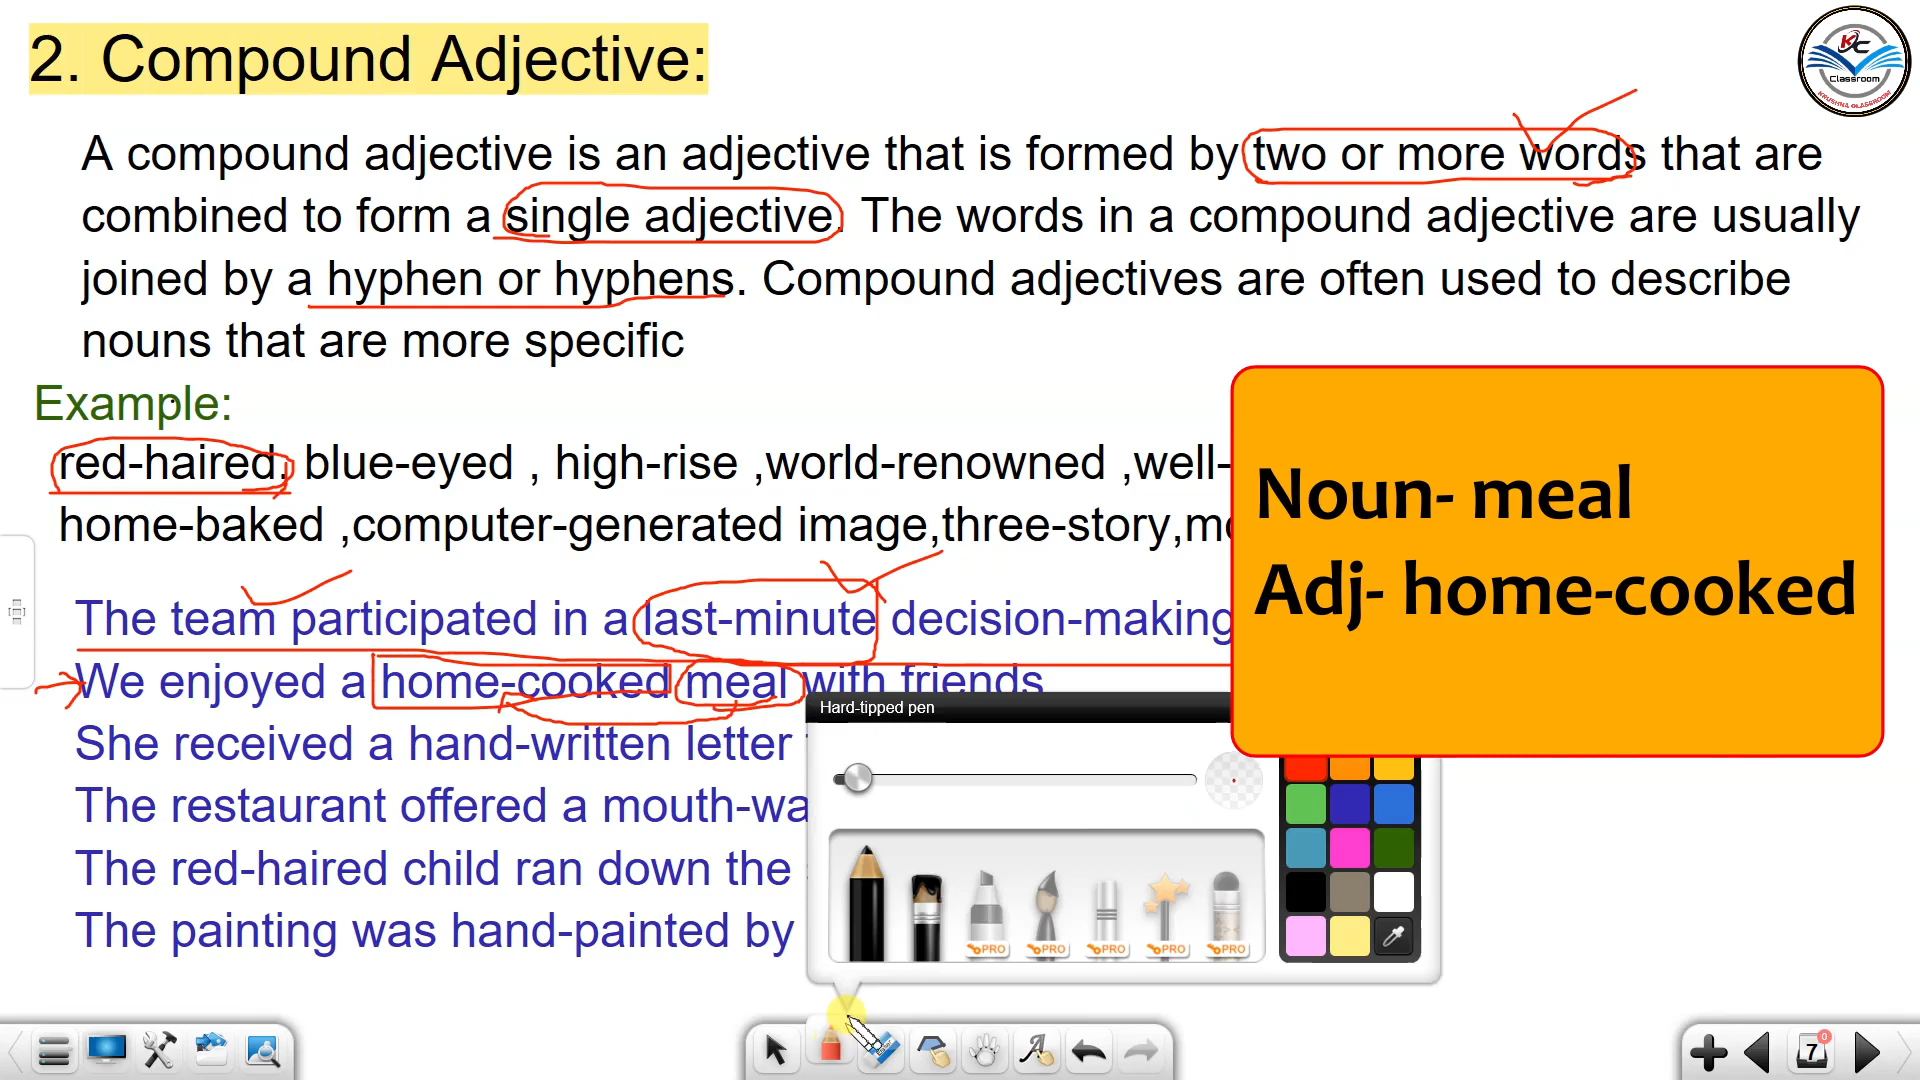 2. Compound Adjective:
A compound adjective is an adjective that is formed by two or more words that are
combined to form a single adjective. The words in a compound adjective are usually
joined by a hyphen or hyphens. Compound adjectives are often used to describe
nouns that are more specific
Example:
red-haired, blue-eyed , high-rise ,world-renowned ,well-
home-baked ,computer-generated image,three-story,
The team participated in a last-minute decision-making
We enjoyed a home-cooked meal with friends
She received a hand-written letter
The restaurant offered a
The red-haired child ran down the
The painting was hand-painted by
Noun- meal
Adj- home-cooked
Hard-tipped pen
PRO
PRO
PRO
PRO
PRO
7
0
KC
Classroom
KRUSHNA CLASSROOM